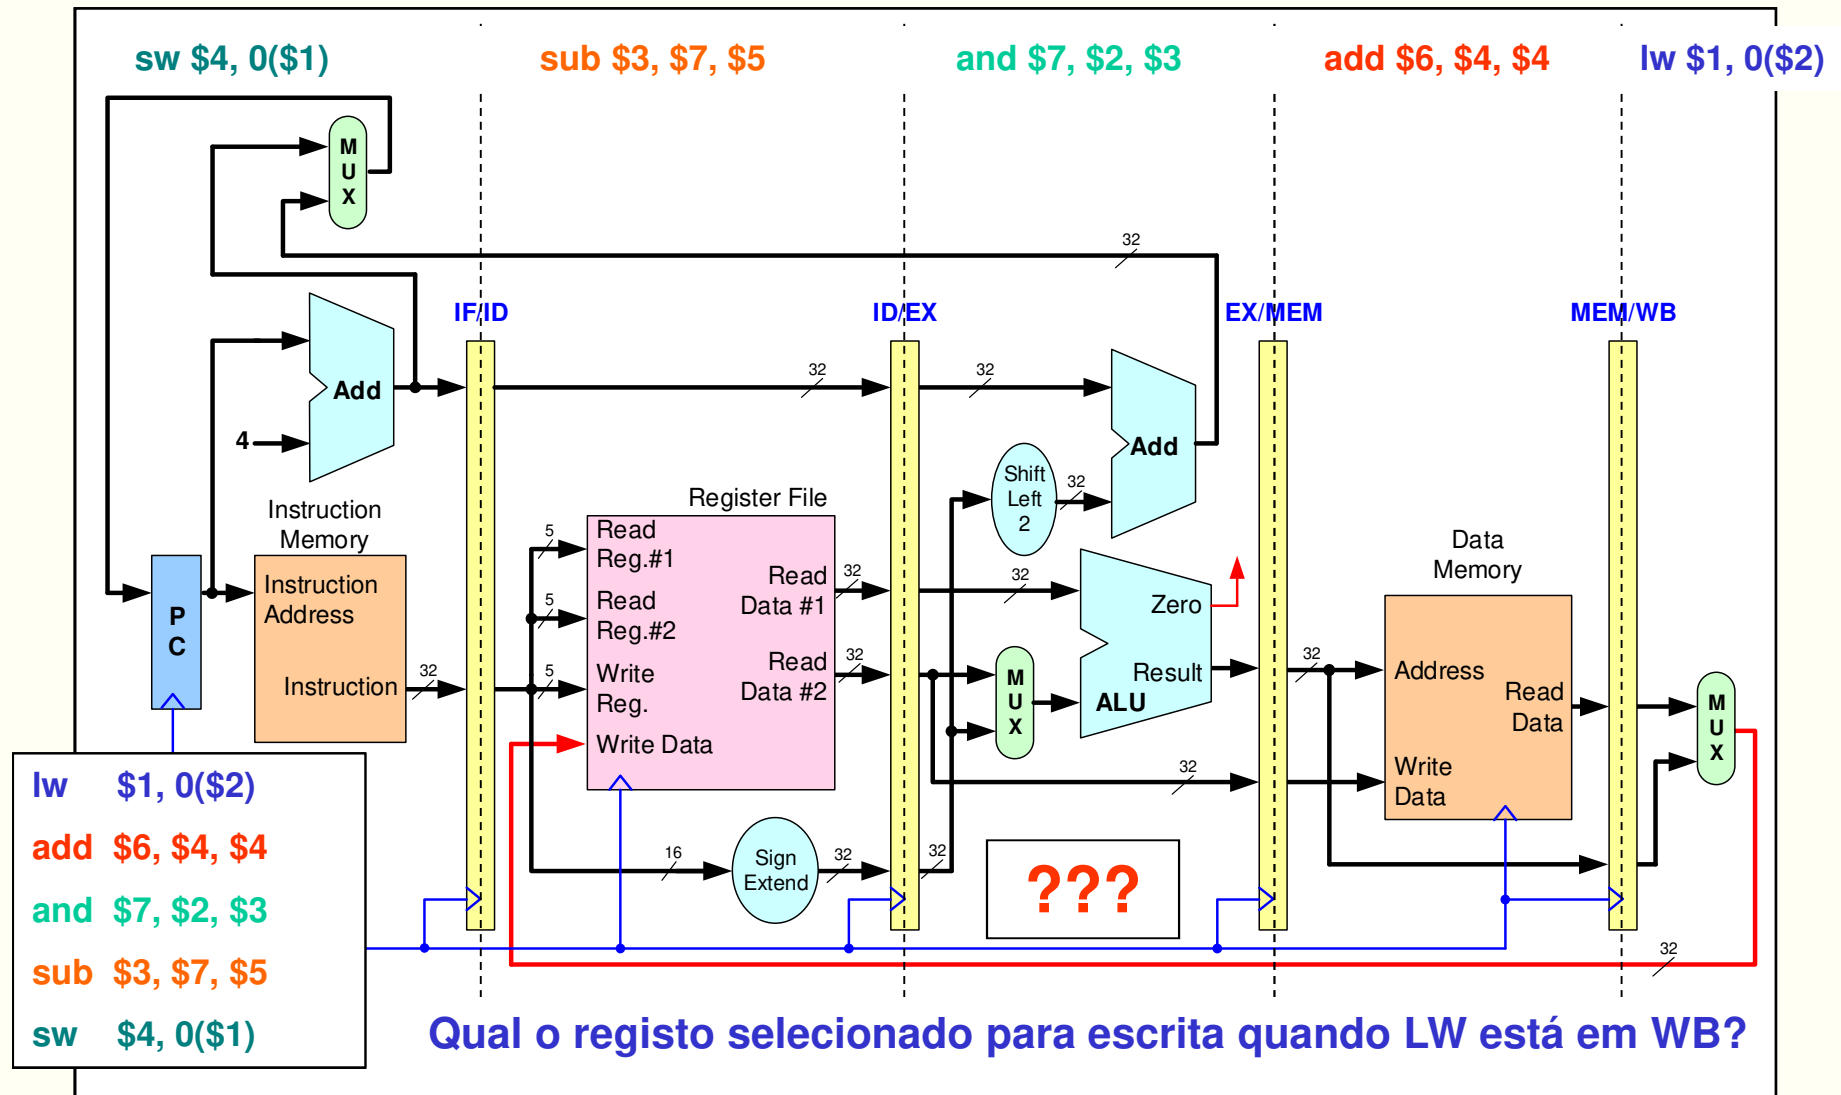 sw $4, 0($1) sub $3, $7, $5 and $7, $2, $3 add $6, $4, $4 lw $1, 0($2)
M
U
X
32
IF/ID ID/EX EX/MEM MEM/WB
Add
4
32
32
Add
Shift
Left
2
32
Instruction
Memory
Register File
Data
Memory
P
C
Instruction
Address
Instruction
32
5
Read
Reg.#1
5
Read
Reg.#2
5
Write
Reg.
Write Data
Read
Data #1
32
Read
Data #2
32
32
M
U
X
Zero
Result
ALU
32
Address
Read
Data
Write
Data
M
U
X
32
16
Sign
Extend
32
32
???
32
lw $1, 0($2)
add $6, $4, $4
and $7, $2, $3
sub $3, $7, $5
sw $4, 0($1)
Qual o registo selecionado para escrita quando LW está em WB?